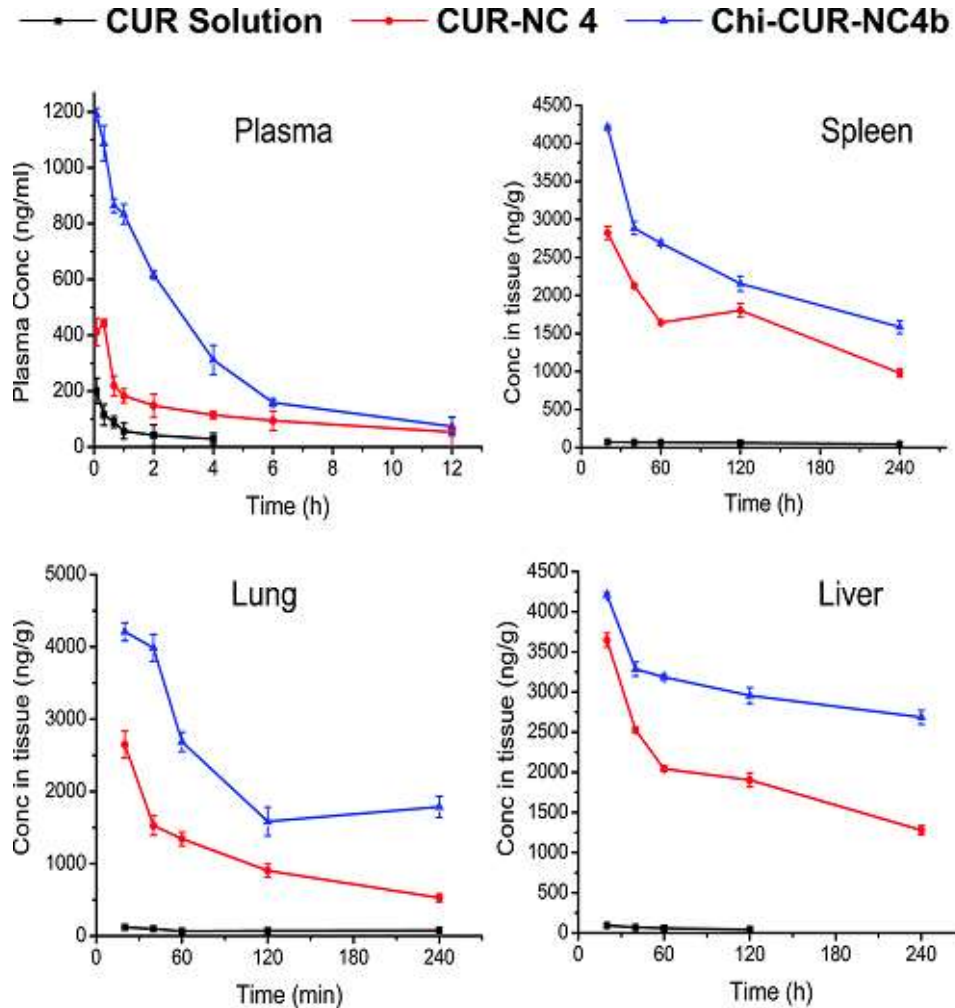 CUR Solution CUR-NC 4 Chi-CUR-NC4b
Plasma
Plasma Conc (ng/ml)
1200
1000
800
600
400
200
0
0 2 4 6 8 10 12
Time (h)
Spleen
Conc in tissue (ng/g)
4500
4000
3500
3000
2500
2000
1500
1000
500
0
0 60 120 180 240
Time (h)
Lung
Conc in tissue (ng/g)
5000
4000
3000
2000
1000
0
0 60 120 180 240
Time (min)
Liver
Conc in tissue (ng/g)
4500
4000
3500
3000
2500
2000
1500
1000
500
0
0 60 120 180 240
Time (h)